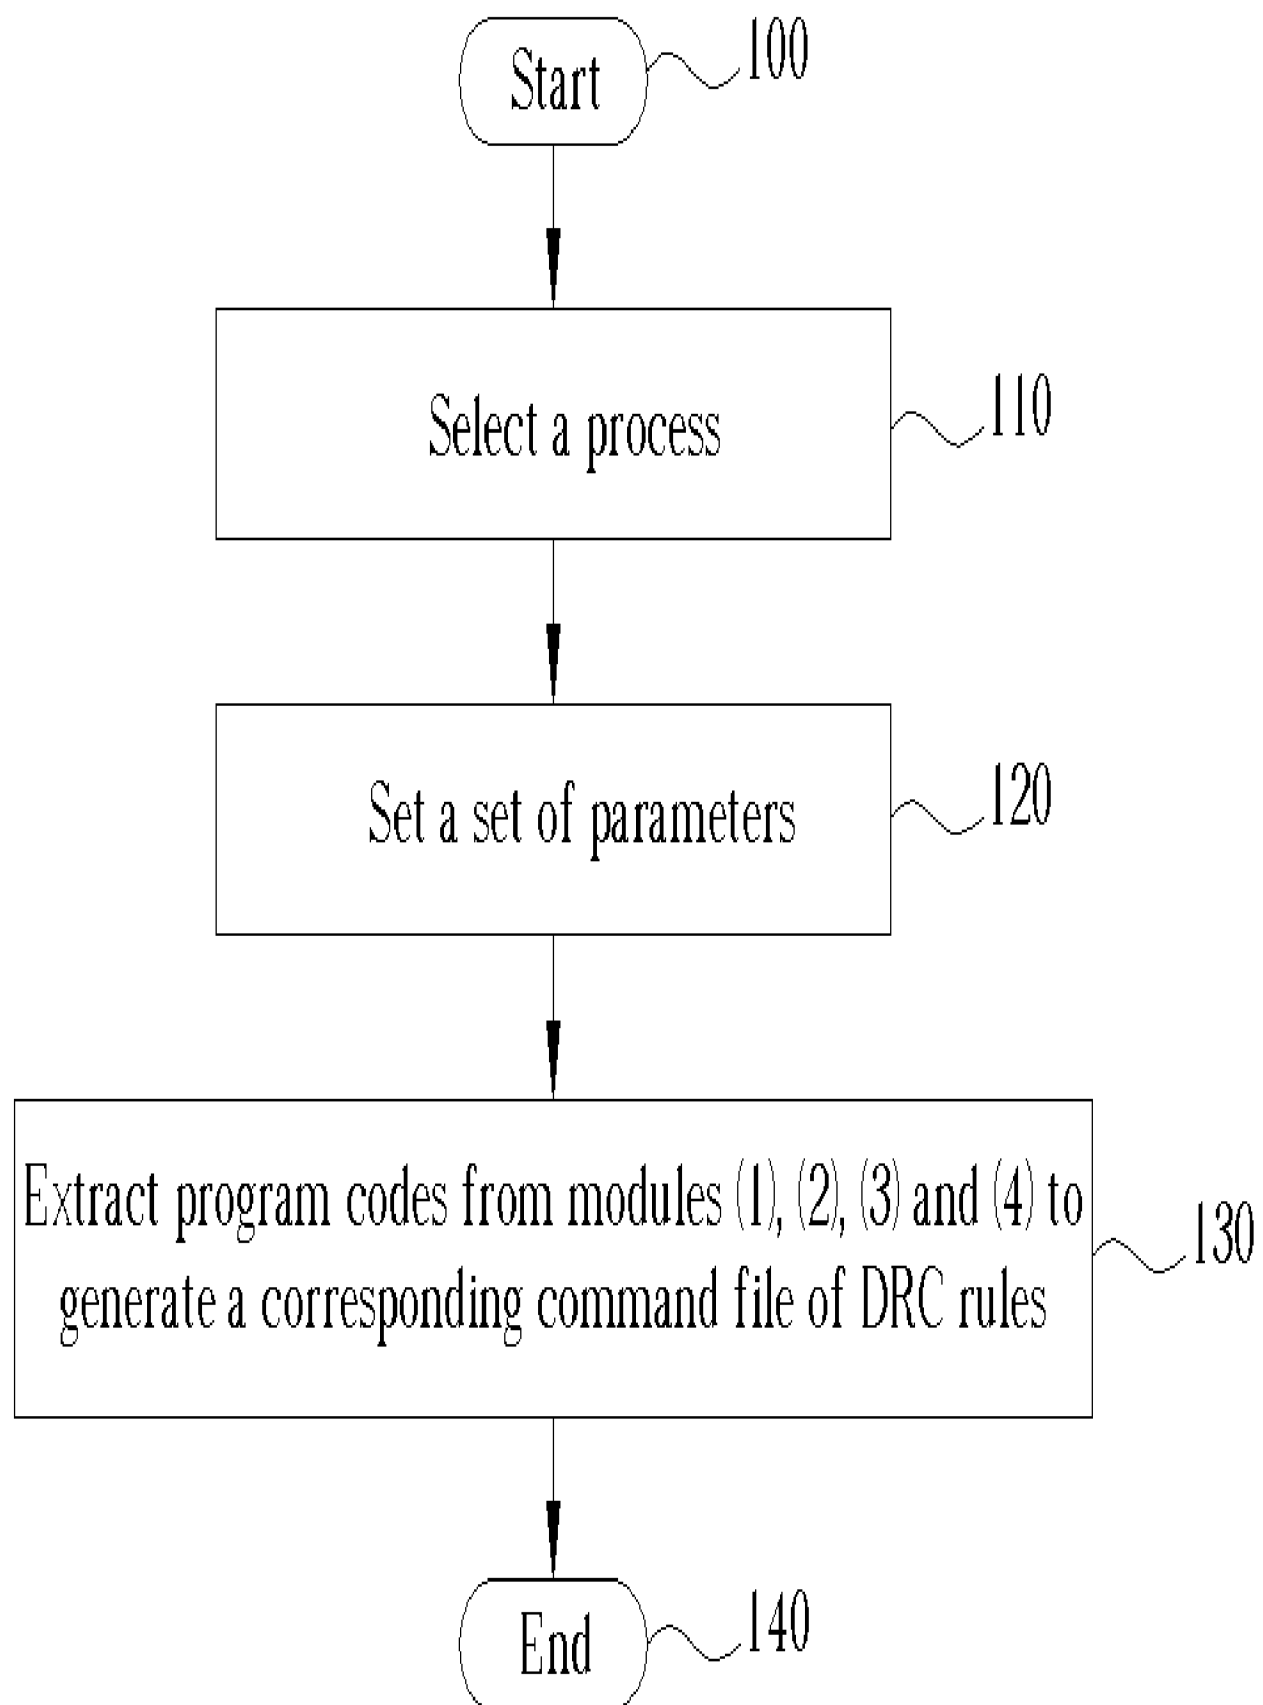 Start
100
Select a process
110
Set a set of parameters
120
Extract program codes from modules (1), (2), (3) and (4) to
generate a corresponding command file of DRC rules
130
End
140